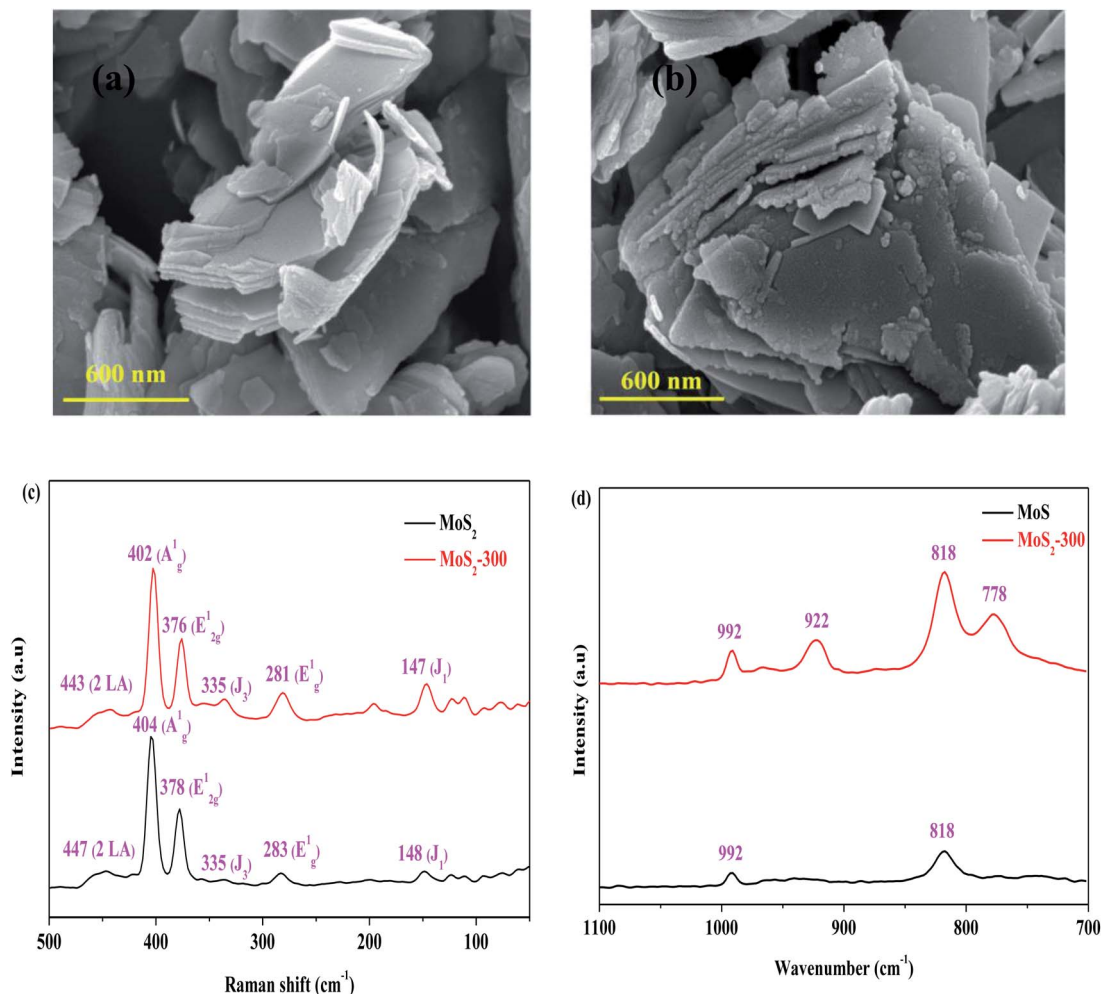 (a)
600 nm
(b)
600 nm
(c)
MoS₂
MoS₂-300
402 (A¹g)
376 (E¹₂g)
443 (2 LA)
335 (J₃)
281 (E¹g)
147 (J₁)
404 (A¹g)
378 (E¹₂g)
447 (2 LA)
335 (J₃)
283 (E¹g)
148 (J₁)
Intensity (a.u)
500 400 300 200 100
Raman shift (cm⁻¹)
(d)
MoS
MoS₂-300
992
922
818
778
992
818
Intensity (a.u)
1100 1000 900 800 700
Wavenumber (cm⁻¹)